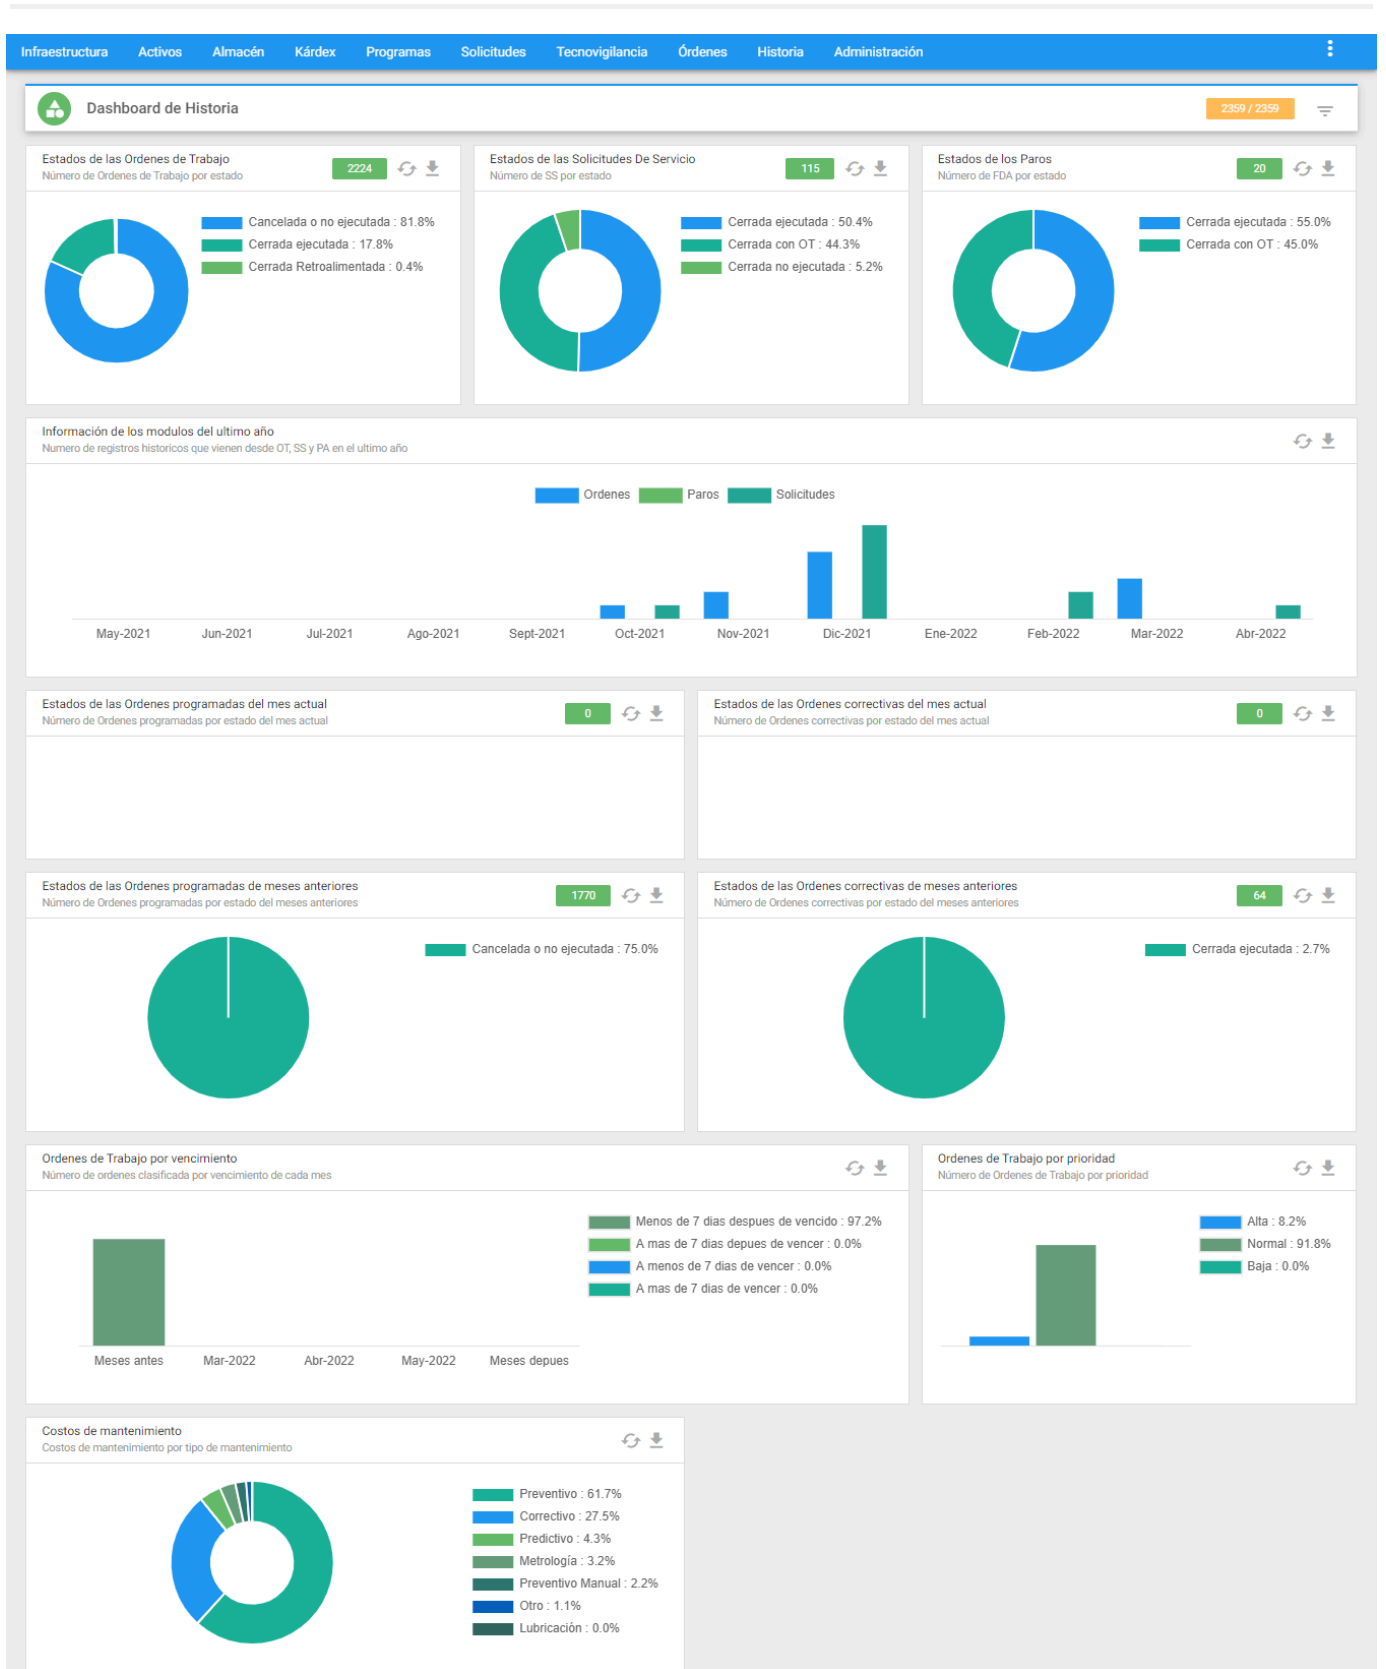 Infraestructura Activos Almacén Kárdex Programas Solicitudes Tecnovigilancia Órdenes Historia Administración
Dashboard de Historia
2359 / 2359
Estados de las Ordenes de Trabajo
Número de Ordenes de Trabajo por estado
2224
Cancelada o no ejecutada : 81.8%
Cerrada ejecutada : 17.8%
Cerrada Retroalimentada : 0.4%
Estados de las Solicitudes De Servicio
Número de SS por estado
115
Cerrada ejecutada : 50.4%
Cerrada con OT : 44.3%
Cerrada no ejecutada : 5.2%
Estados de los Paros
Número de FDA por estado
20
Cerrada ejecutada : 55.0%
Cerrada con OT : 45.0%
Información de los modulos del ultimo año
Numero de registros historicos que vienen desde OT, SS y PA en el ultimo año
Ordenes Paros Solicitudes
May-2021 Jun-2021 Jul-2021 Ago-2021 Sept-2021 Oct-2021 Nov-2021 Dic-2021 Ene-2022 Feb-2022 Mar-2022 Abr-2022
Estados de las Ordenes programadas del mes actual
Número de Ordenes programadas por estado del mes actual
0
Estados de las Ordenes correctivas del mes actual
Número de Ordenes correctivas por estado del mes actual
0
Estados de las Ordenes programadas de meses anteriores
Número de Ordenes programadas por estado del meses anteriores
1770
Cancelada o no ejecutada : 75.0%
Estados de las Ordenes correctivas de meses anteriores
Número de Ordenes correctivas por estado del meses anteriores
64
Cerrada ejecutada : 2.7%
Ordenes de Trabajo por vencimiento
Número de ordenes clasificada por vencimiento de cada mes
Menos de 7 dias despues de vencido : 97.2%
A mas de 7 dias depues de vencer : 0.0%
A menos de 7 dias de vencer : 0.0%
A mas de 7 dias de vencer : 0.0%
Meses antes Mar-2022 Abr-2022 May-2022 Meses depues
Ordenes de Trabajo por prioridad
Número de Ordenes de Trabajo por prioridad
Alta : 8.2%
Normal : 91.8%
Baja : 0.0%
Costos de mantenimiento
Costos de mantenimiento por tipo de mantenimiento
Preventivo : 61.7%
Correctivo : 27.5%
Predictivo : 4.3%
Metrología : 3.2%
Preventivo Manual : 2.2%
Otro : 1.1%
Lubricación : 0.0%